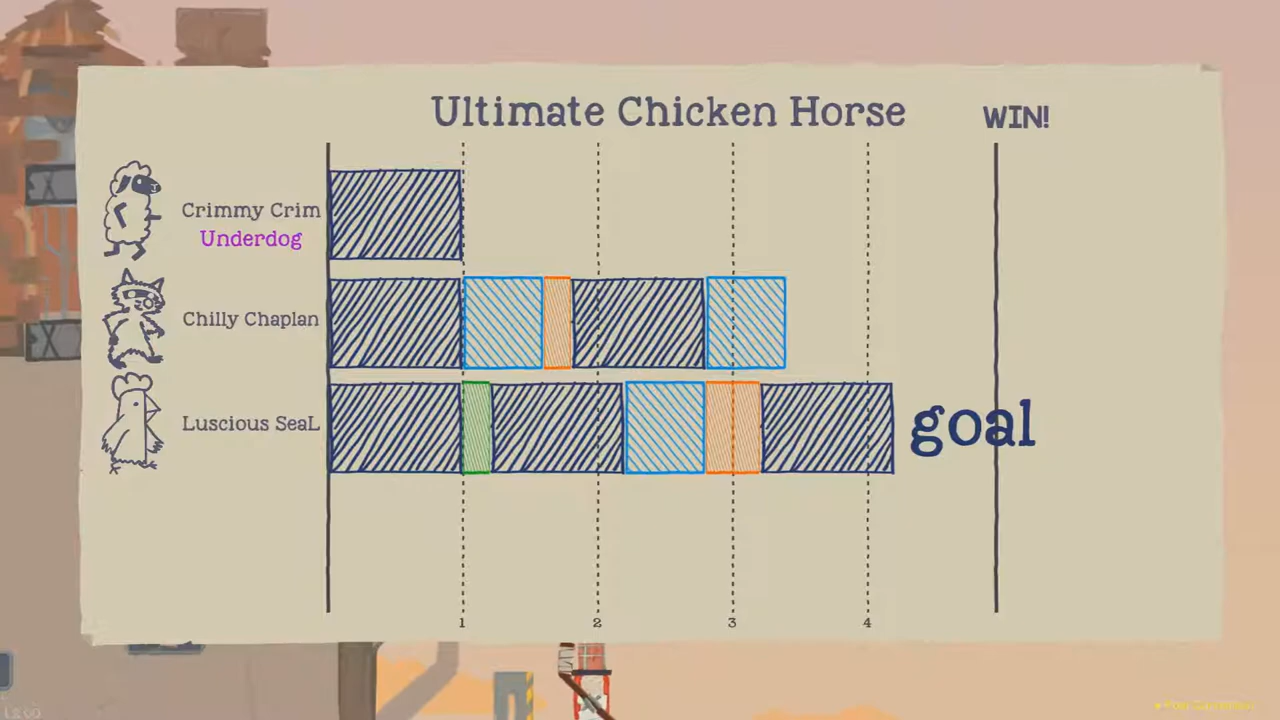 Ultimate Chicken Horse
WIN!
Crimmy Crim
Underdog
Chilly Chaplan
Luscious SeaL
goal
1 2 3 4